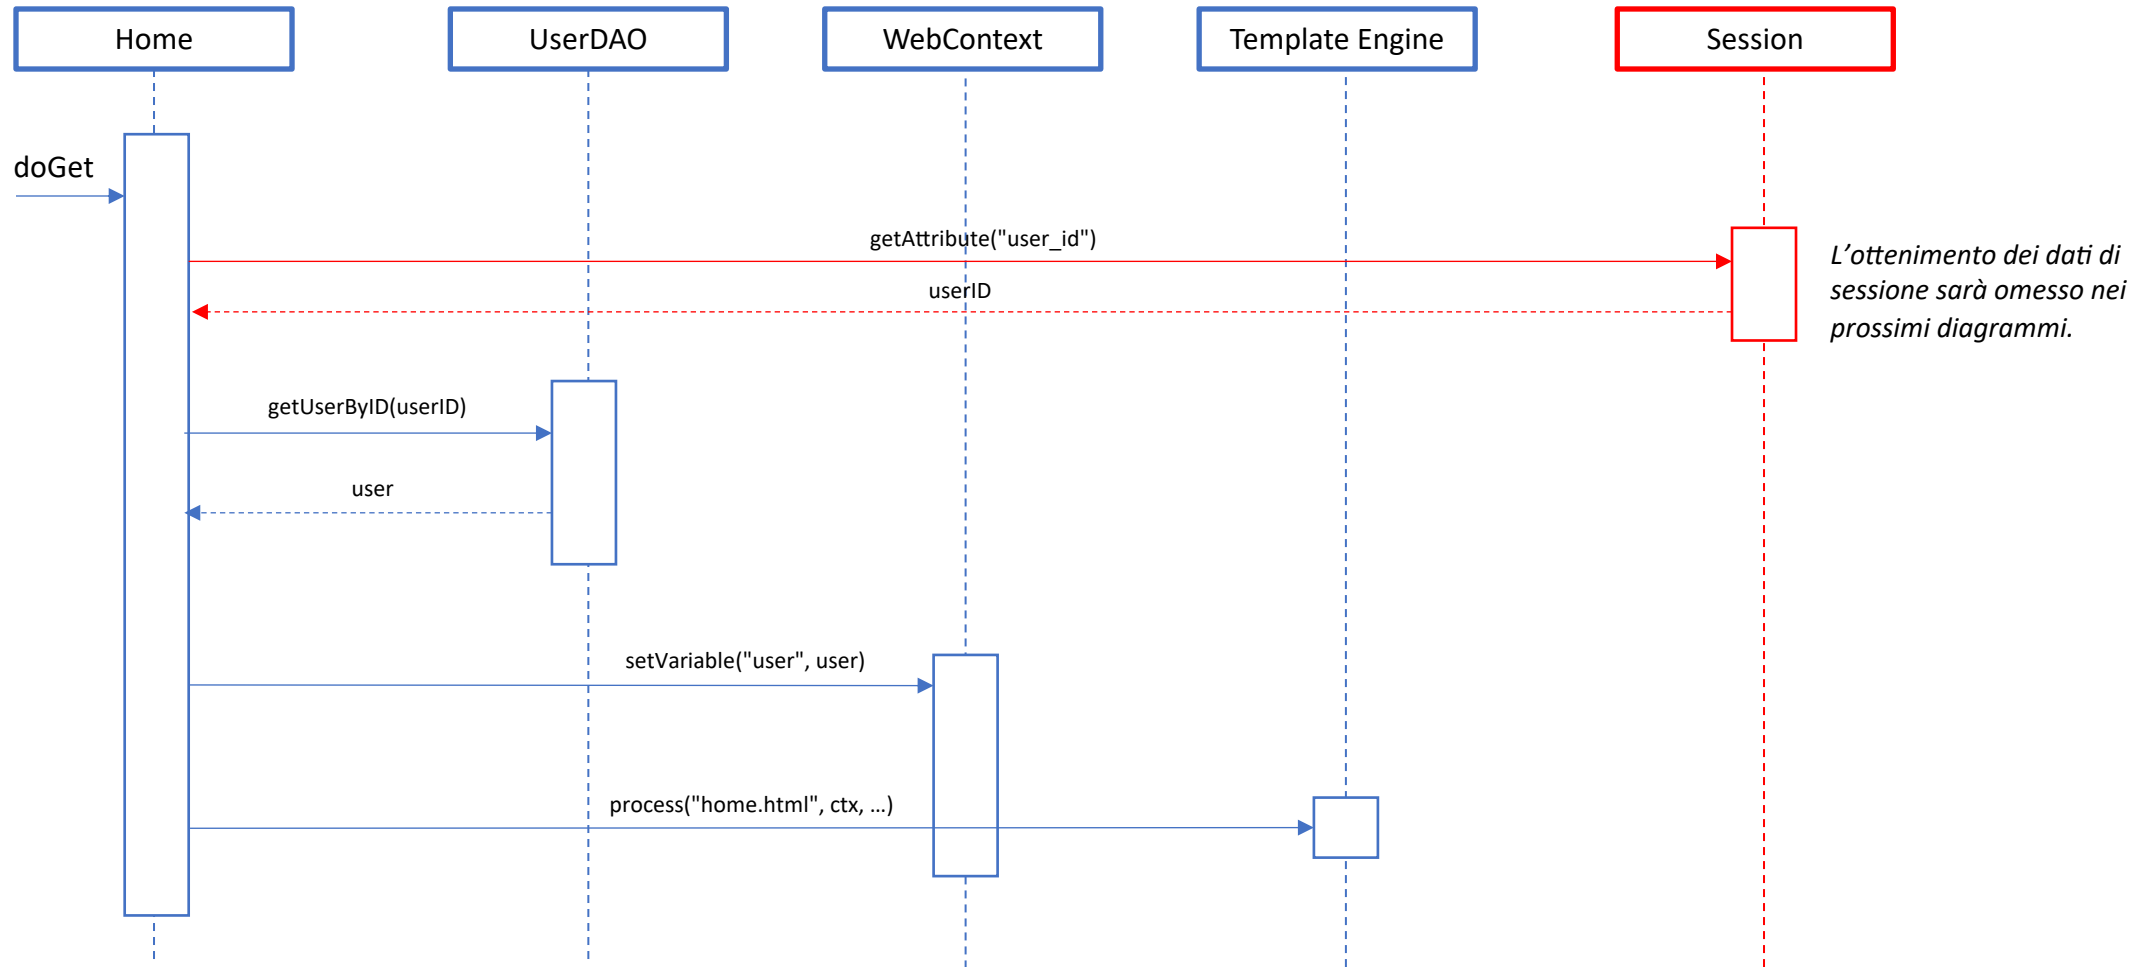 Home
UserDAO
WebContext
Template Engine
Session
doGet
getAttribute("user_id")
L’ottenimento dei dati di
sessione sarà omesso nei
prossimi diagrammi.
userID
getUserByID(userID)
user
setVariable("user", user)
process("home.html", ctx, …)